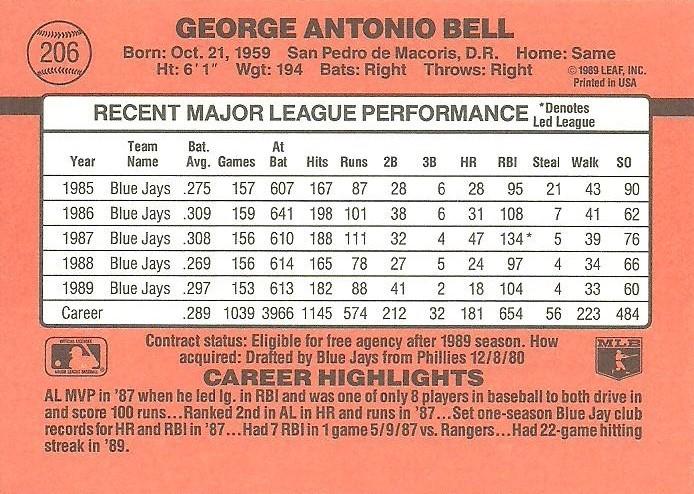 206
GEORGE ANTONIO BELL
Born: Oct. 21, 1959 San Pedro de Macoris, D.R. Home: Same
Ht: 6' 1" Wgt: 194 Bats: Right Throws: Right
©1989 LEAF, INC.
Printed in USA
RECENT MAJOR LEAGUE PERFORMANCE *Denotes Led League
Year Team Name Bat. Avg. Games At Bat Hits Runs 2B 3B HR RBI Steal Walk SO
1985 Blue Jays .275 157 607 167 87 28 6 28 95 21 43 90
1986 Blue Jays .309 159 641 198 101 38 6 31 108 7 41 62
1987 Blue Jays .308 156 610 188 111 32 4 47 134* 5 39 76
1988 Blue Jays .269 156 614 165 78 27 5 24 97 4 34 66
1989 Blue Jays .297 153 613 182 88 41 2 18 104 4 33 60
Career .289 1039 3966 1145 574 212 32 181 654 56 223 484
Contract status: Eligible for free agency after 1989 season. How
acquired: Drafted by Blue Jays from Phillies 12/8/80
MLB
CAREER HIGHLIGHTS
AL MVP in '87 when he led lg. in RBI and was one of only 8 players in baseball to both drive in
and score 100 runs...Ranked 2nd in AL in HR and runs in '87...Set one-season Blue Jay club
records for HR and RBI in '87...Had 7 RBI in 1 game 5/9/87 vs. Rangers...Had 22-game hitting
streak in '89.